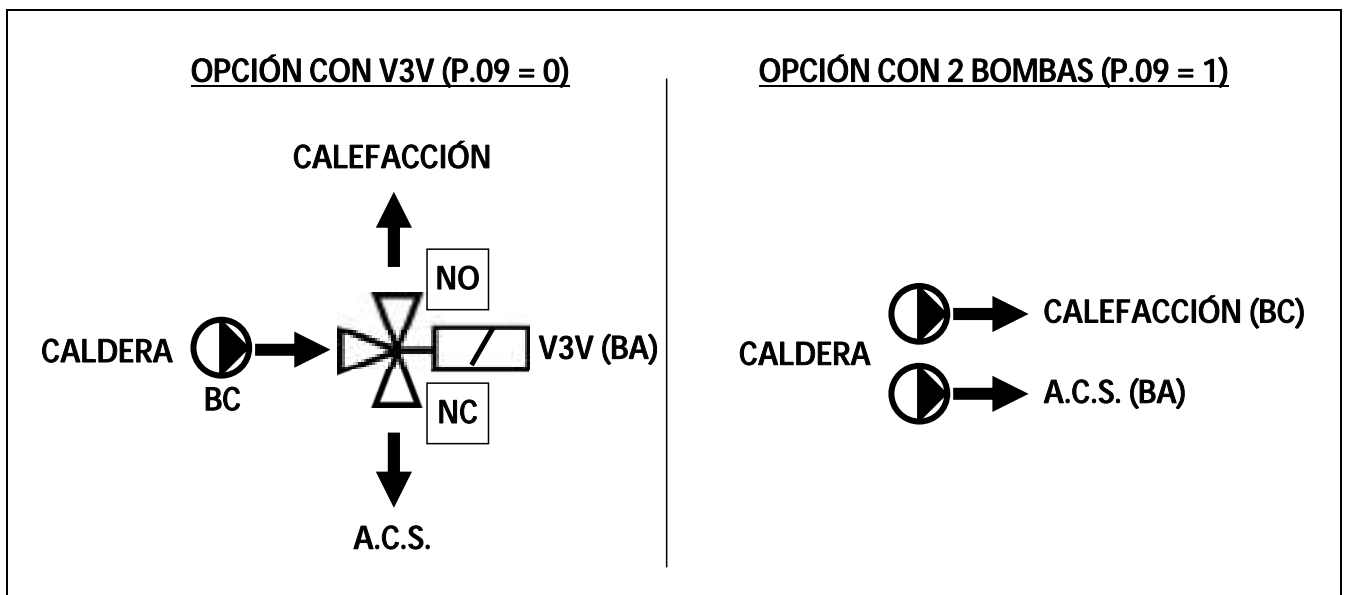 OPCIÓN CON V3V (P.09 = 0)
CALEFACCIÓN
NO
CALDERA
BC
V3V (BA)
NC
A.C.S.
OPCIÓN CON 2 BOMBAS (P.09 = 1)
CALDERA
CALEFACCIÓN (BC)
A.C.S. (BA)